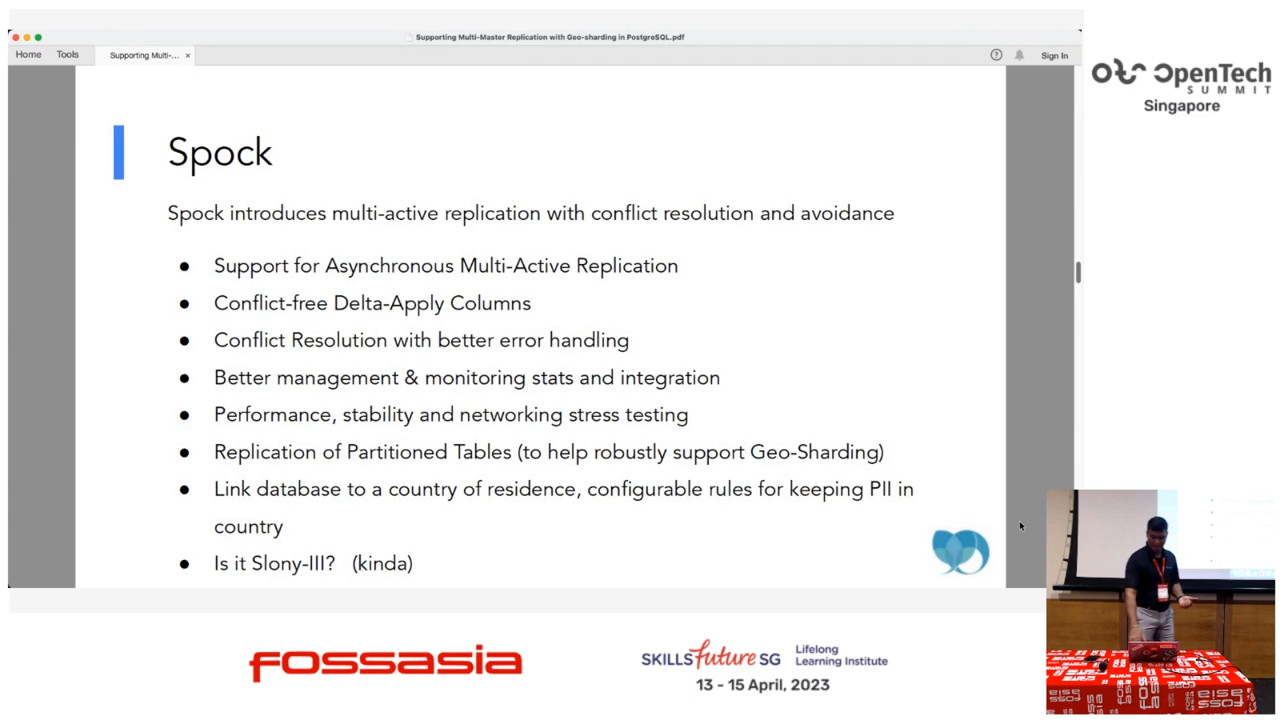 Supporting Multi-Master Replication with Geo-sharding in PostgreSQL.pdf
Home Tools Supporting Multi-... × Sign In
OpenTech
SUMMIT
Singapore
Spock
Spock introduces multi-active replication with conflict resolution and avoidance
● Support for Asynchronous Multi-Active Replication
● Conflict-free Delta-Apply Columns
● Conflict Resolution with better error handling
● Better management & monitoring stats and integration
● Performance, stability and networking stress testing
● Replication of Partitioned Tables (to help robustly support Geo-Sharding)
● Link database to a country of residence, configurable rules for keeping PII in
country
● Is it Slony-III? (kinda)
fossasia
SKILLS future SG
Lifelong
Learning Institute
13 - 15 April, 2023